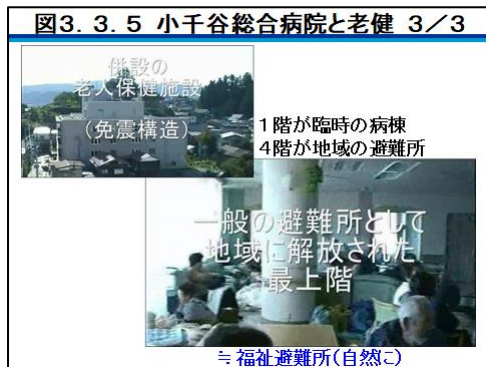 図3.3.5 小千谷総合病院と老健 3／3
併設の
老人保健施設
(免震構造)
1階が臨時の病棟
4階が地域の避難所
一般の避難所として
地域に解放された
最上階
≒福祉避難所(自然に)